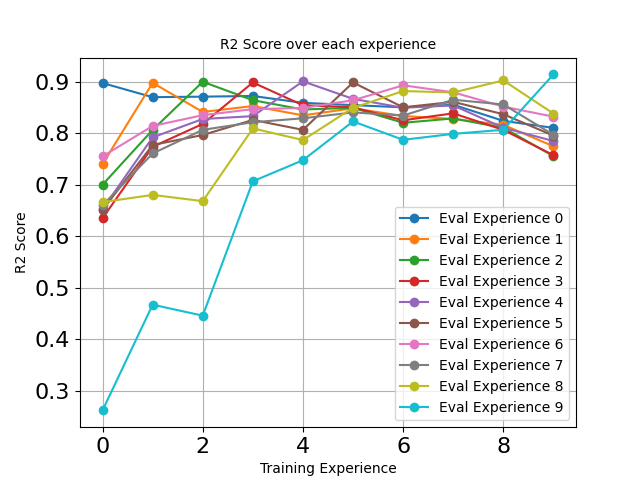 R2 Score over each experience
R2 Score
0.9
0.8
0.7
0.6
0.5
0.4
0.3
0 2 4 6 8
Training Experience
Eval Experience 0
Eval Experience 1
Eval Experience 2
Eval Experience 3
Eval Experience 4
Eval Experience 5
Eval Experience 6
Eval Experience 7
Eval Experience 8
Eval Experience 9